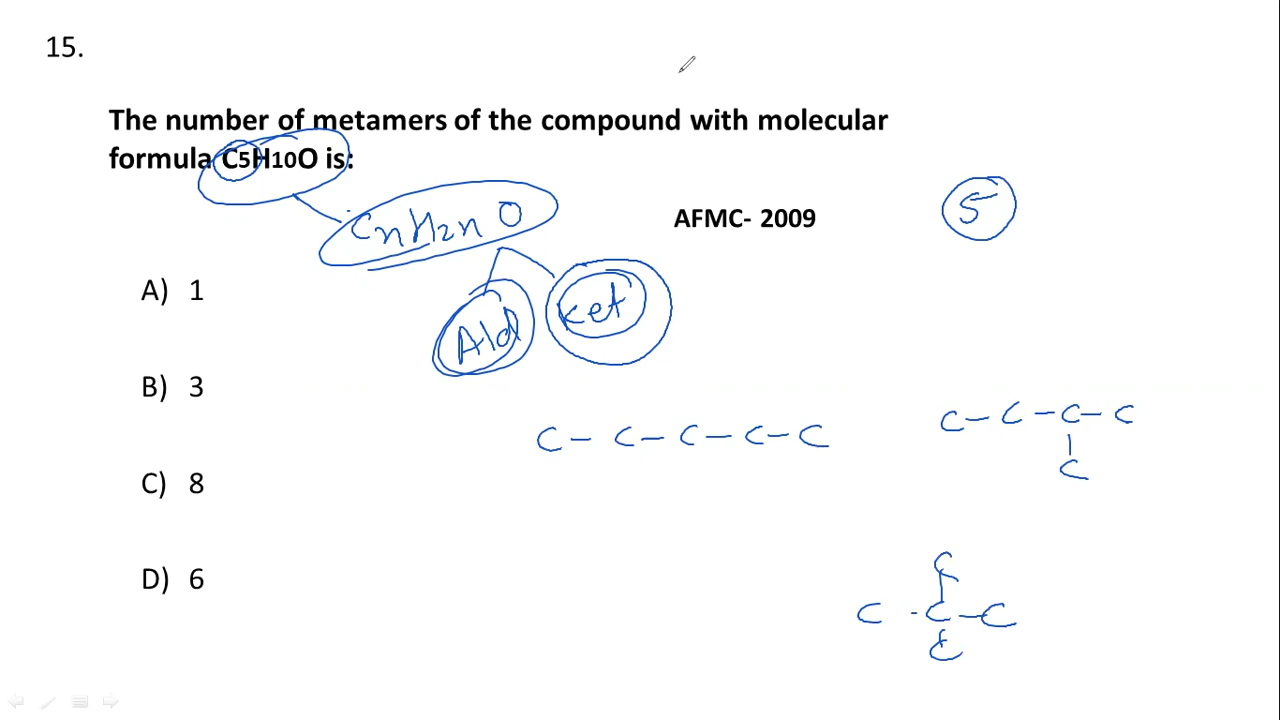 15.
The number of metamers of the compound with molecular
formula C5H10O is:
CnH2n O
AFMC- 2009
5
A) 1
Ald
ket
B) 3
C - C - C - C - C
C - C - C - C
C
C) 8
D) 6
C
C - C - C
C